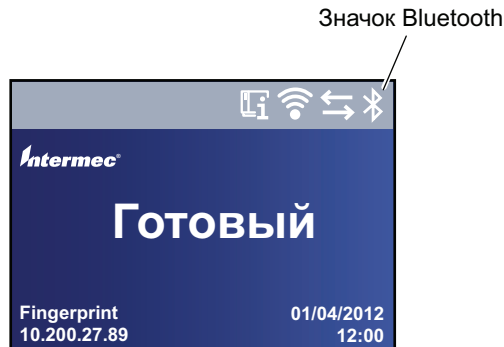 Значок Bluetooth
Intermec®
Готовый
Fingerprint 01/04/2012
10.200.27.89 12:00